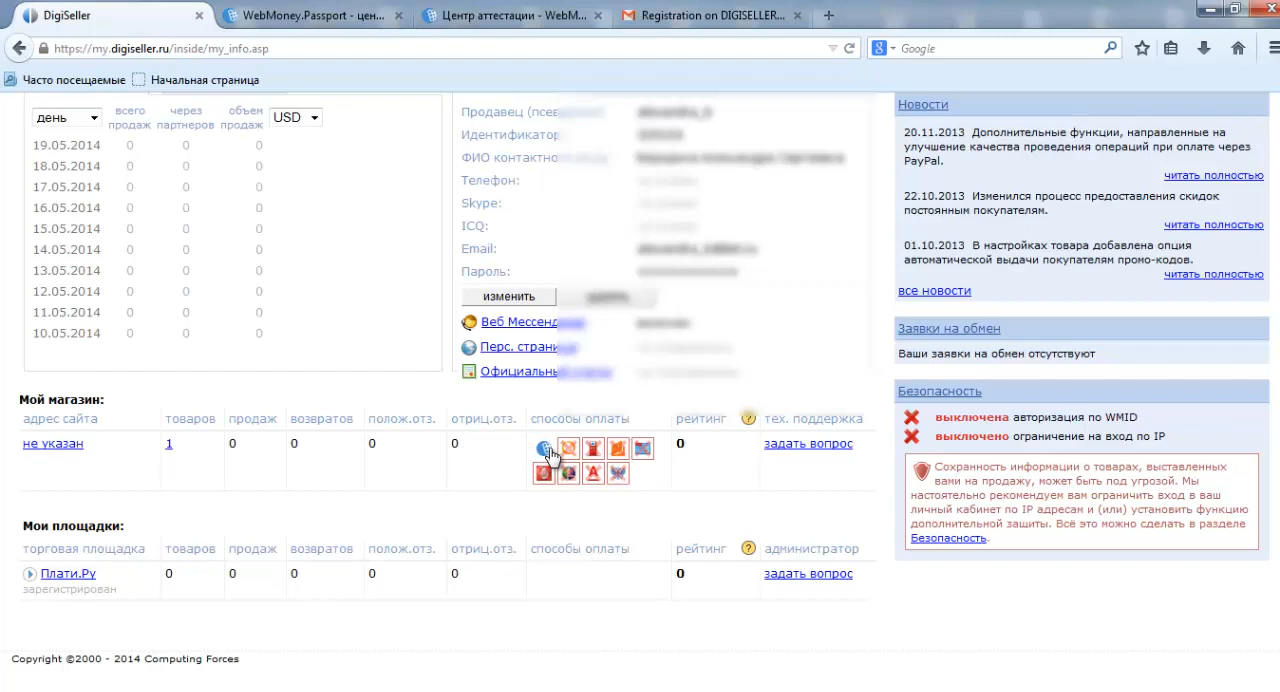 DigiSeller
WebMoney.Passport - цен...
Центр аттестации - WebM...
Registration on DIGISELLER...
https://my.digiseller.ru/inside/my_info.asp
Google
Часто посещаемые
Начальная страница
день
всего продаж
через партнеров
объем продаж
USD
19.05.2014 0 0 0
18.05.2014 0 0 0
17.05.2014 0 0 0
16.05.2014 0 0 0
15.05.2014 0 0 0
14.05.2014 0 0 0
13.05.2014 0 0 0
12.05.2014 0 0 0
11.05.2014 0 0 0
10.05.2014 0 0 0
Продавец
Идентификатор
ФИО
Телефон:
Skype:
ICQ:
Email:
Пароль:
изменить
Веб
Перс.
Новости
20.11.2013 Дополнительные функции, направленные на
улучшение качества проведения операций при оплате через
PayPal.
читать полностью
22.10.2013 Изменился процесс предоставления скидок
постоянным покупателям.
читать полностью
01.10.2013 В настройках товара добавлена опция
автоматической выдачи покупателям промо-кодов.
читать полностью
все новости
Заявки на обмен
Ваши заявки на обмен отсутствуют
Безопасность
выключена авторизация по WMID
выключено ограничение на вход по IP
Сохранность информации о товарах, выставленных
вами на продажу, может быть под угрозой. Мы
настоятельно рекомендуем вам ограничить вход в ваш
личный кабинет по IP адресам и (или) установить функцию
дополнительной защиты. Всё это можно сделать в разделе
Безопасность.
Мой магазин:
адрес сайта товаров продаж возвратов полож.отз. отриц.отз. способы оплаты рейтинг ? тех. поддержка
не указан 1 0 0 0 0 0 задать вопрос
Мои площадки:
торговая площадка товаров продаж возвратов полож.отз. отриц.отз. способы оплаты рейтинг ? администратор
Плати.Ру 0 0 0 0 0 0 задать вопрос
зарегистрирован
Copyright ©2000 - 2014 Computing Forces